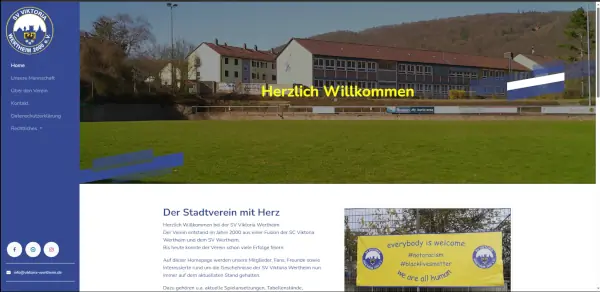 SV VIKTORIA
WERTHEIM 2000 e.V.
Home
Unsere Mannschaft
Über den Verein
Kontakt
Datenschutzerklärung
Rechtliches
info@viktoria-wertheim.de
Herzlich Willkommen
Der Stadtverein mit Herz
Herzlich Willkommen bei der SV Viktoria Wertheim
Der Verein entstand im Jahre 2000 aus einer Fusion der SC Viktoria
Wertheim und dem SV Wertheim.
Bis heute konnte der Verein schon viele Erfolge feiern
Auf dieser Homepage werden unsere Mitglieder, Fans, Freunde sowie
Interessierte rund um das Geschehnisse der SV Viktoria Wertheim nun
immer auf dem aktuellsten Stand gehalten.
Dazu gehören u.a. aktuelle Spielansetzungen, Tabellenstände,
everybody is welcome
#notoracism
#blacklivesmatter
we are all human